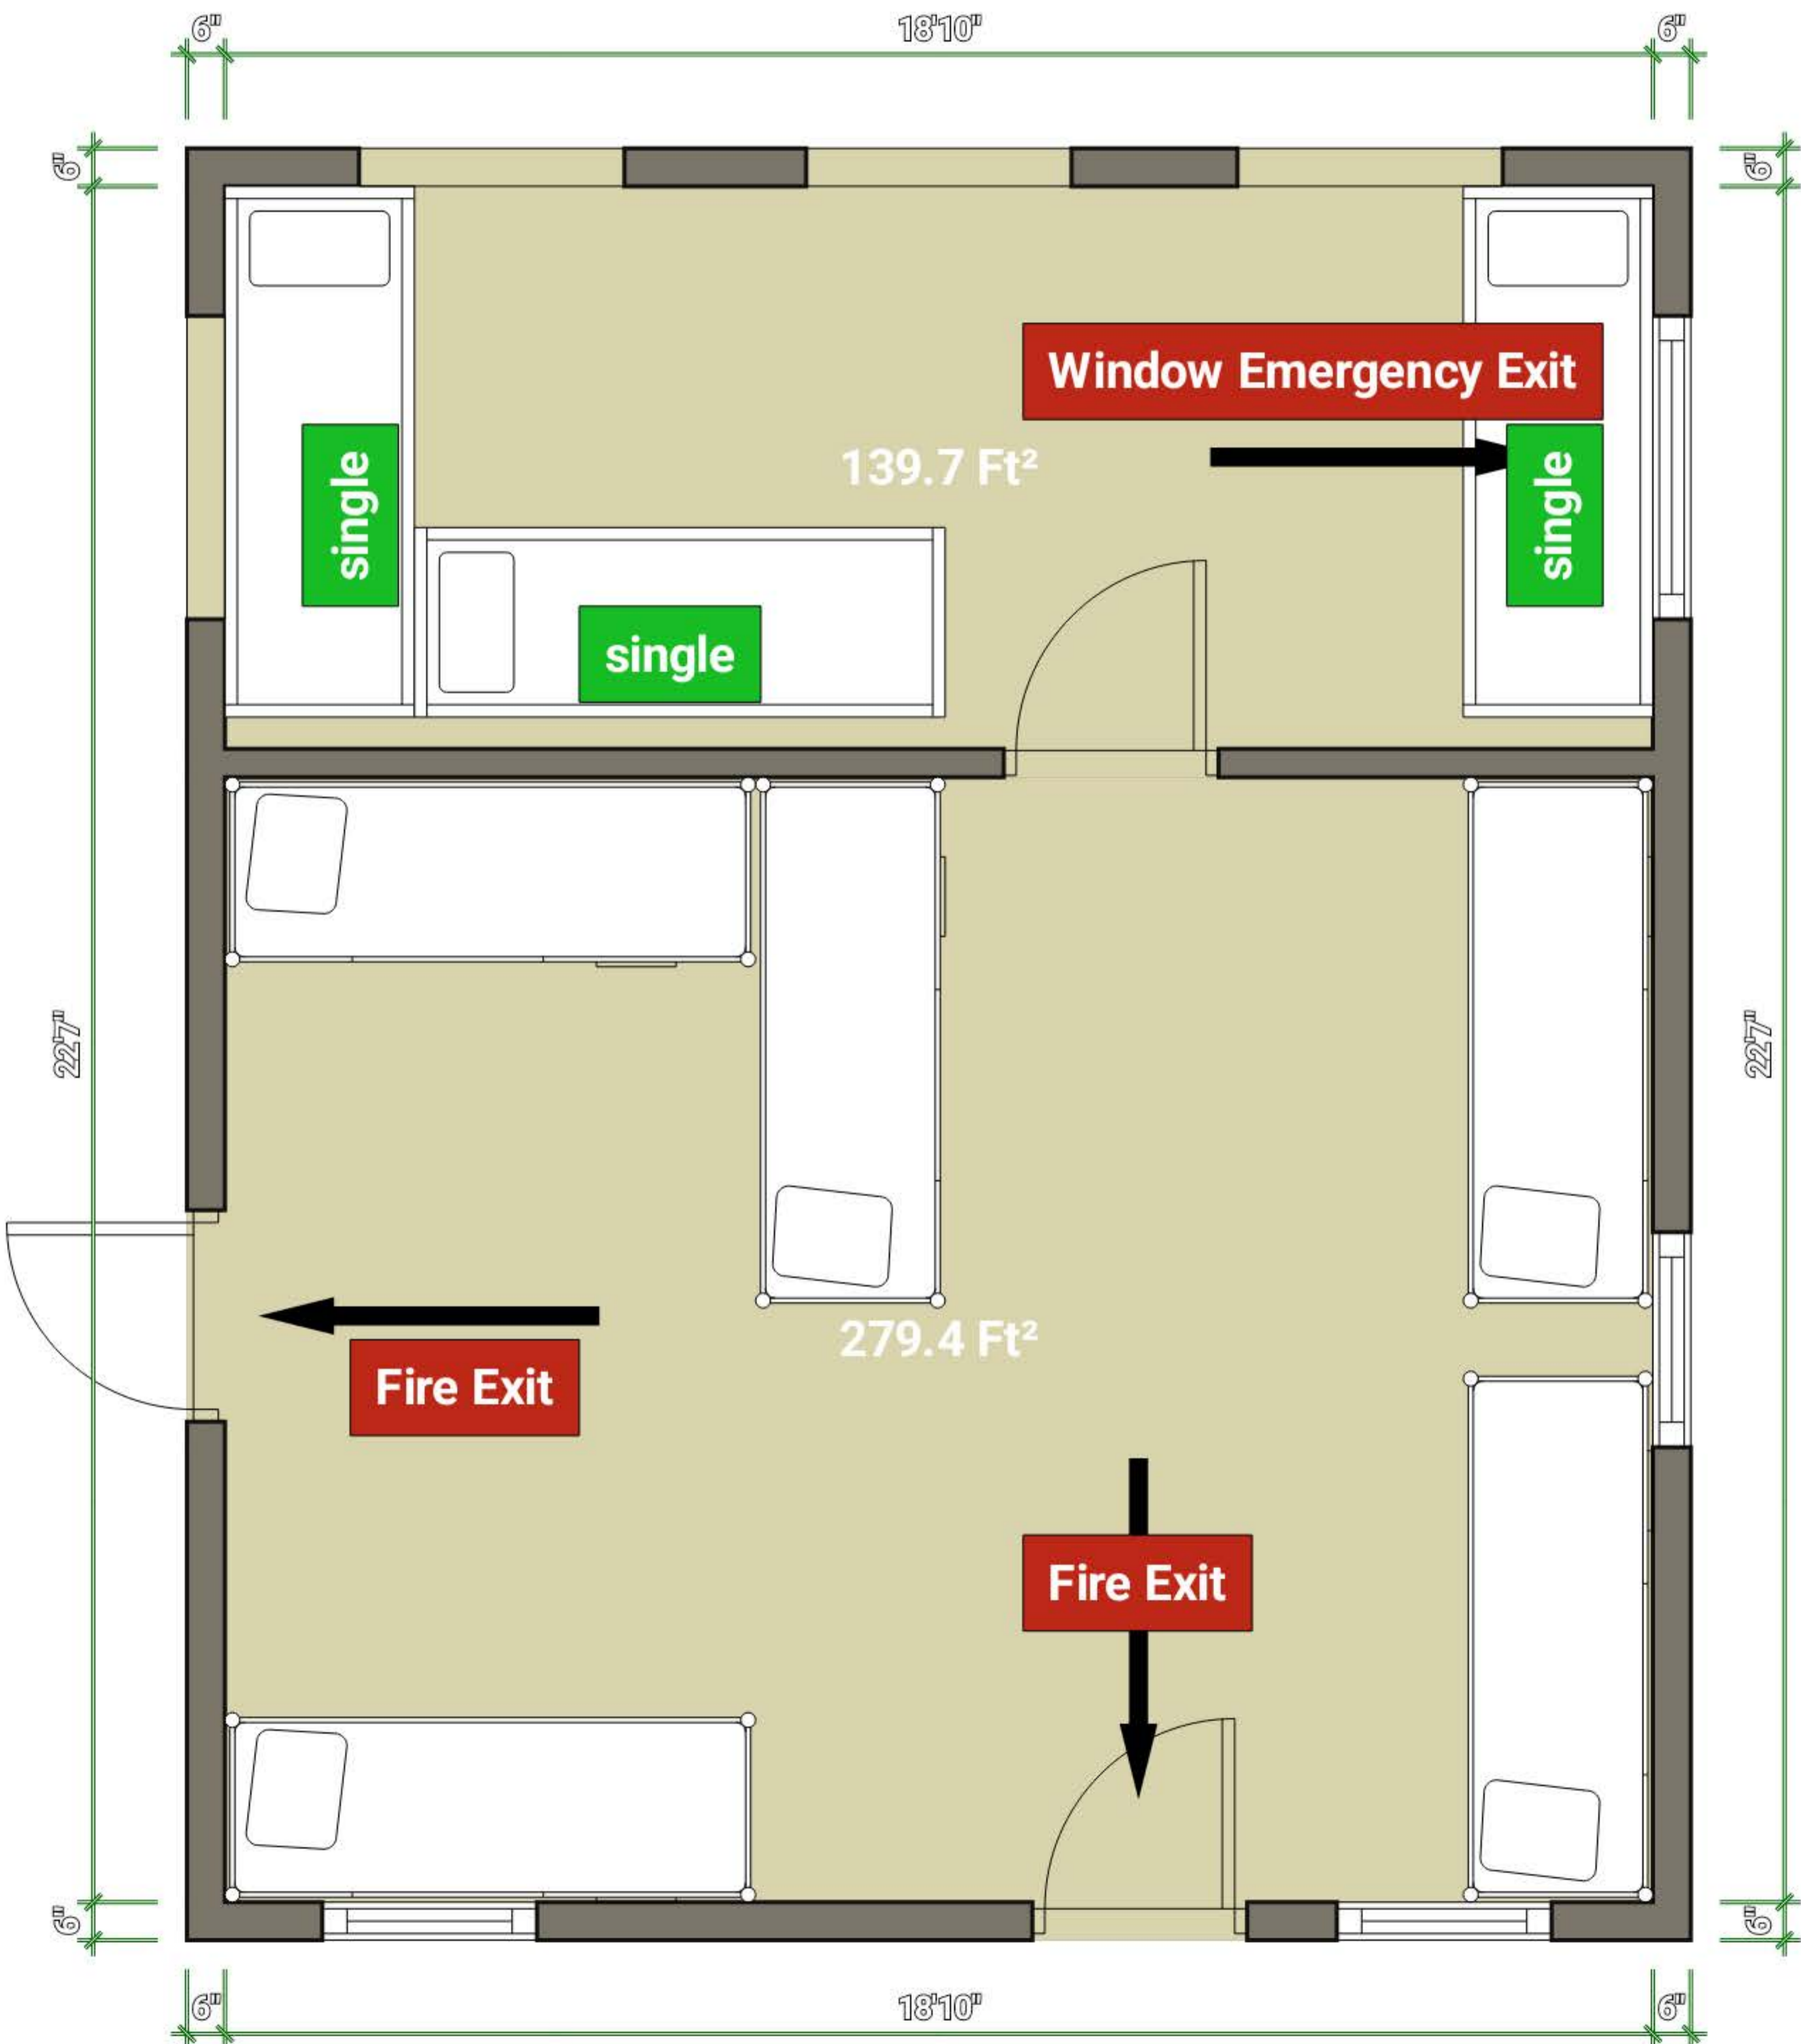 6"
18'10"
6"
6"
6"
Window Emergency Exit
139.7 Ft²
single
single
single
22'7"
22'7"
279.4 Ft²
Fire Exit
Fire Exit
6"
6"
6"
18'10"
6"